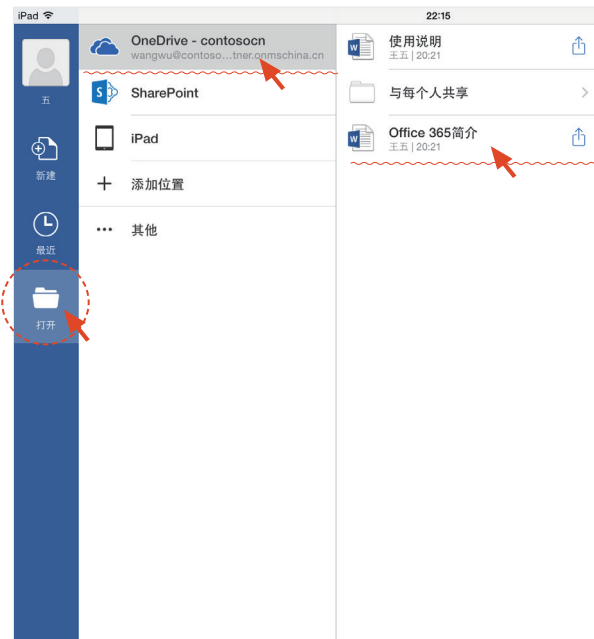 iPad
22:15
五
新建
最近
打开
OneDrive - contosocn
wangwu@contoso...tner.onmschina.cn
SharePoint
iPad
添加位置
其他
使用说明
王五 | 20:21
与每个人共享
Office 365简介
王五 | 20:21